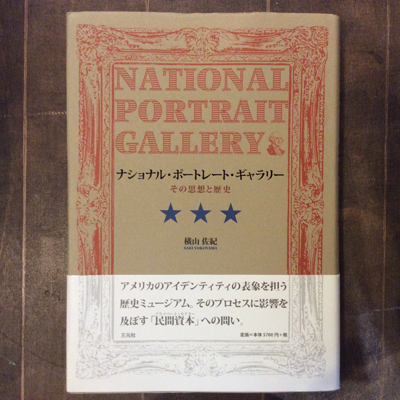 NATIONAL
PORTRAIT
GALLERY &
ナショナル・ポートレート・ギャラリー
その思想と歴史
横山佐紀
SAKI YOKOYAMA
アメリカのアイデンティティの表象を担う
歴史ミュージアム。そのプロセスに影響を
及ぼす「民間資本」への問い。
三元社
定価=本体 2700 円+税